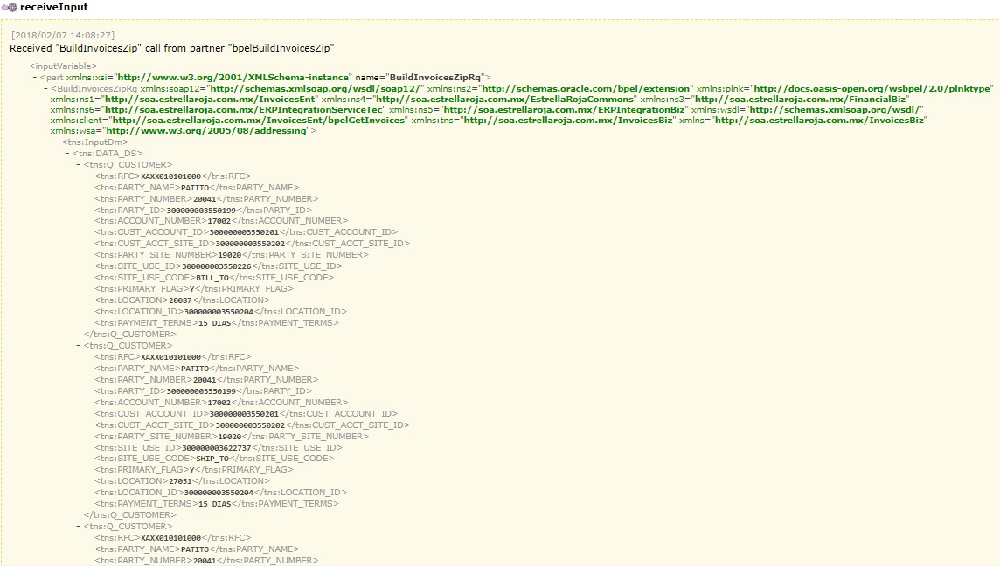 receiveInput
[2018/02/07 14:08:27]
Received "BuildInvoicesZip" call from partner "bpelBuildInvoicesZip"
- <inputVariable>
- <part xmlns:xsi="http://www.w3.org/2001/XMLSchema-instance" name="BuildInvoicesZipRq">
- <BuildInvoicesZipRq xmlns:soap12="http://schemas.xmlsoap.org/wsdl/soap12/" xmlns:ns2="http://schemas.oracle.com/bpel/extension" xmlns:plnk="http://docs.oasis-open.org/wsbpel/2.0/plnktype"
xmlns:ns1="http://soa.estrellaroja.com.mx/InvoicesEnt" xmlns:ns4="http://soa.estrellaroja.com.mx/EstrellaRojaCommons" xmlns:ns3="http://soa.estrellaroja.com.mx/FinancialBiz"
xmlns:ns6="http://soa.estrellaroja.com.mx/ERPIntegrationServiceTec" xmlns:ns5="http://soa.estrellaroja.com.mx/ERPIntegrationBiz" xmlns:wsdl="http://schemas.xmlsoap.org/wsdl/"
xmlns:client="http://soa.estrellaroja.com.mx/InvoicesEnt/bpelGetInvoices" xmlns:tns="http://soa.estrellaroja.com.mx/InvoicesBiz" xmlns="http://soa.estrellaroja.com.mx/InvoicesBiz"
xmlns:wsa="http://www.w3.org/2005/08/addressing">
- <tns:InputDm>
- <tns:DATA_DS>
- <tns:Q_CUSTOMER>
<tns:RFC>XAXX010101000</tns:RFC>
<tns:PARTY_NAME>PATITO</tns:PARTY_NAME>
<tns:PARTY_NUMBER>20041</tns:PARTY_NUMBER>
<tns:PARTY_ID>300000003550199</tns:PARTY_ID>
<tns:ACCOUNT_NUMBER>17002</tns:ACCOUNT_NUMBER>
<tns:CUST_ACCOUNT_ID>300000003550201</tns:CUST_ACCOUNT_ID>
<tns:CUST_ACCT_SITE_ID>300000003550202</tns:CUST_ACCT_SITE_ID>
<tns:PARTY_SITE_NUMBER>19020</tns:PARTY_SITE_NUMBER>
<tns:SITE_USE_ID>300000003550226</tns:SITE_USE_ID>
<tns:SITE_USE_CODE>BILL_TO</tns:SITE_USE_CODE>
<tns:PRIMARY_FLAG>Y</tns:PRIMARY_FLAG>
<tns:LOCATION>20087</tns:LOCATION>
<tns:LOCATION_ID>300000003550204</tns:LOCATION_ID>
<tns:PAYMENT_TERMS>15 DIAS</tns:PAYMENT_TERMS>
</tns:Q_CUSTOMER>
- <tns:Q_CUSTOMER>
<tns:RFC>XAXX010101000</tns:RFC>
<tns:PARTY_NAME>PATITO</tns:PARTY_NAME>
<tns:PARTY_NUMBER>20041</tns:PARTY_NUMBER>
<tns:PARTY_ID>300000003550199</tns:PARTY_ID>
<tns:ACCOUNT_NUMBER>17002</tns:ACCOUNT_NUMBER>
<tns:CUST_ACCOUNT_ID>300000003550201</tns:CUST_ACCOUNT_ID>
<tns:CUST_ACCT_SITE_ID>300000003550202</tns:CUST_ACCT_SITE_ID>
<tns:PARTY_SITE_NUMBER>19020</tns:PARTY_SITE_NUMBER>
<tns:SITE_USE_ID>300000003622737</tns:SITE_USE_ID>
<tns:SITE_USE_CODE>SHIP_TO</tns:SITE_USE_CODE>
<tns:PRIMARY_FLAG>Y</tns:PRIMARY_FLAG>
<tns:LOCATION>27051</tns:LOCATION>
<tns:LOCATION_ID>300000003550204</tns:LOCATION_ID>
<tns:PAYMENT_TERMS>15 DIAS</tns:PAYMENT_TERMS>
</tns:Q_CUSTOMER>
- <tns:Q_CUSTOMER>
<tns:RFC>XAXX010101000</tns:RFC>
<tns:PARTY_NAME>PATITO</tns:PARTY_NAME>
<tns:PARTY_NUMBER>20041</tns:PARTY_NUMBER>